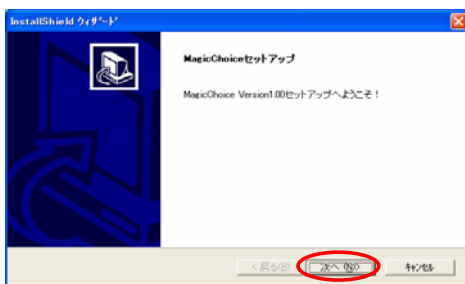 InstallShield ウィザード
MagicChoiceセットアップ
MagicChoice Version1.00セットアップへようこそ！
< 戻る(B)
次へ(N)>
キャンセル